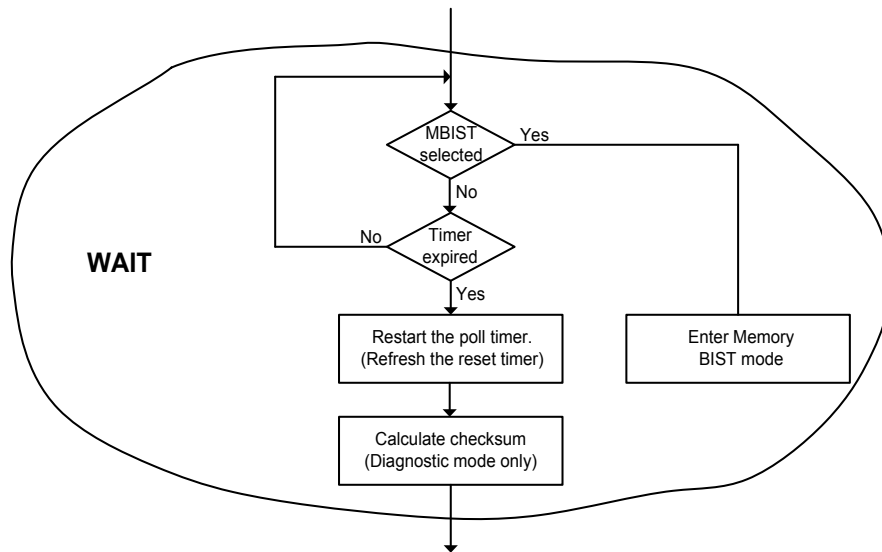 MBIST
selected
Yes
No
Timer
expired
No
WAIT
Yes
Restart the poll timer.
(Refresh the reset timer)
Enter Memory
BIST mode
Calculate checksum
(Diagnostic mode only)